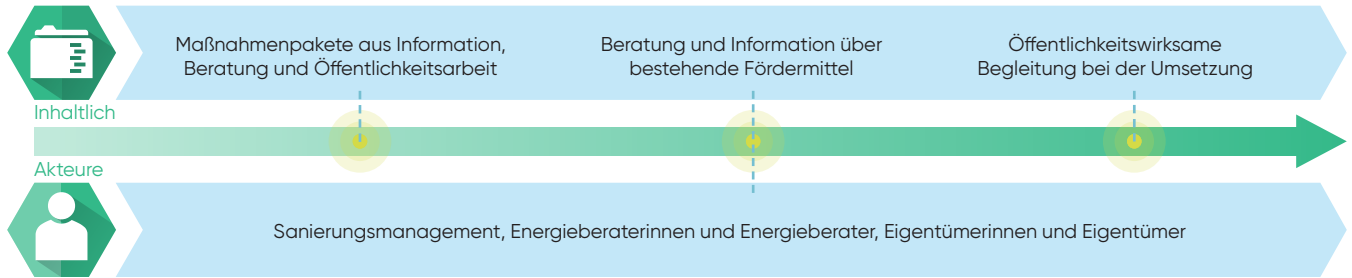 Maßnahmenpakete aus Information,
Beratung und Öffentlichkeitsarbeit
Beratung und Information über
bestehende Fördermittel
Öffentlichkeitswirksame
Begleitung bei der Umsetzung
Inhaltlich
Akteure
Sanierungsmanagement, Energieberaterinnen und Energieberater, Eigentümerinnen und Eigentümer